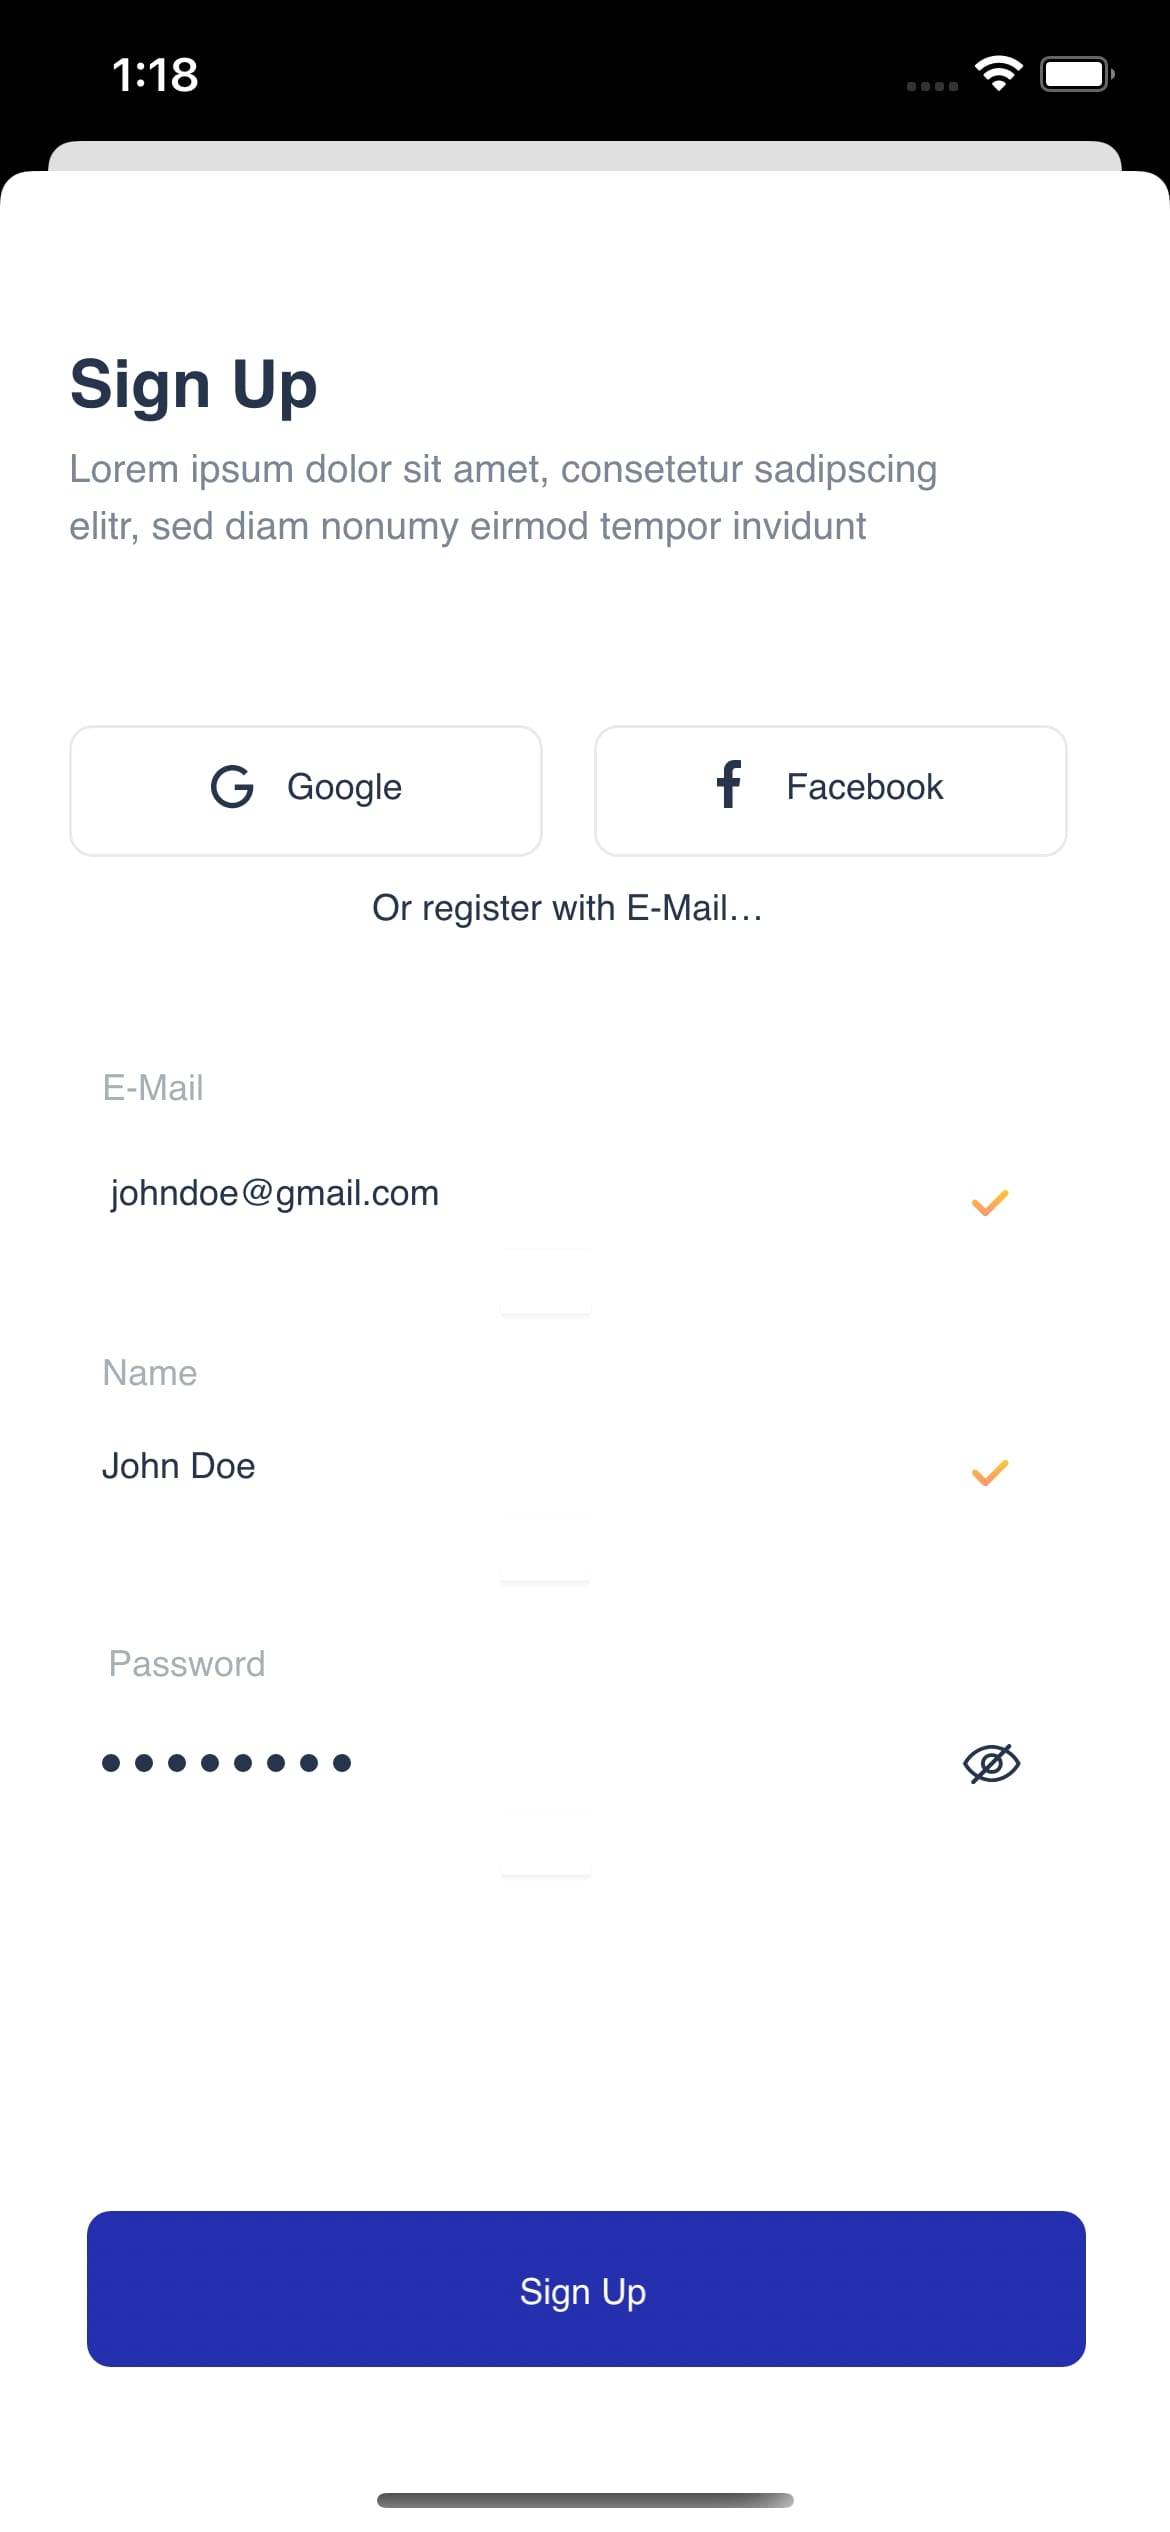 1:18
Sign Up
Lorem ipsum dolor sit amet, consetetur sadipscing
elitr, sed diam nonumy eirmod tempor invidunt
Google
Facebook
Or register with E-Mail...
E-Mail
johndoe@gmail.com
Name
John Doe
Password
Sign Up